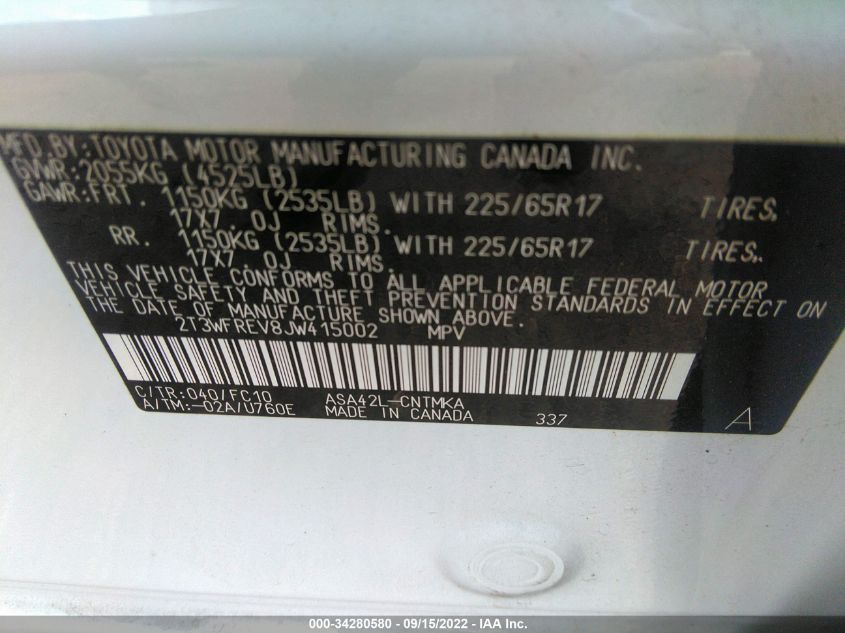 MFD.BY:TOYOTA MOTOR MANUFACTURING CANADA INC.
GVWR:2055KG (4525LB)
GAWR:FRT. 1150KG (2535LB) WITH 225/65R17 TIRES,
17X7.0J RIMS,
RR. 1150KG (2535LB) WITH 225/65R17 TIRES,
17X7.0J RIMS.
THIS VEHICLE CONFORMS TO ALL APPLICABLE FEDERAL MOTOR
VEHICLE SAFETY AND THEFT PREVENTION STANDARDS IN EFFECT ON
THE DATE OF MANUFACTURE SHOWN ABOVE.
2T3WFREV8JW415002 MPV
C/TR:040/FC10 ASA42L-CNTMKA
A/TM:-02A/U760E MADE IN CANADA 337 A
000-34280580 - 09/15/2022 - IAA Inc.